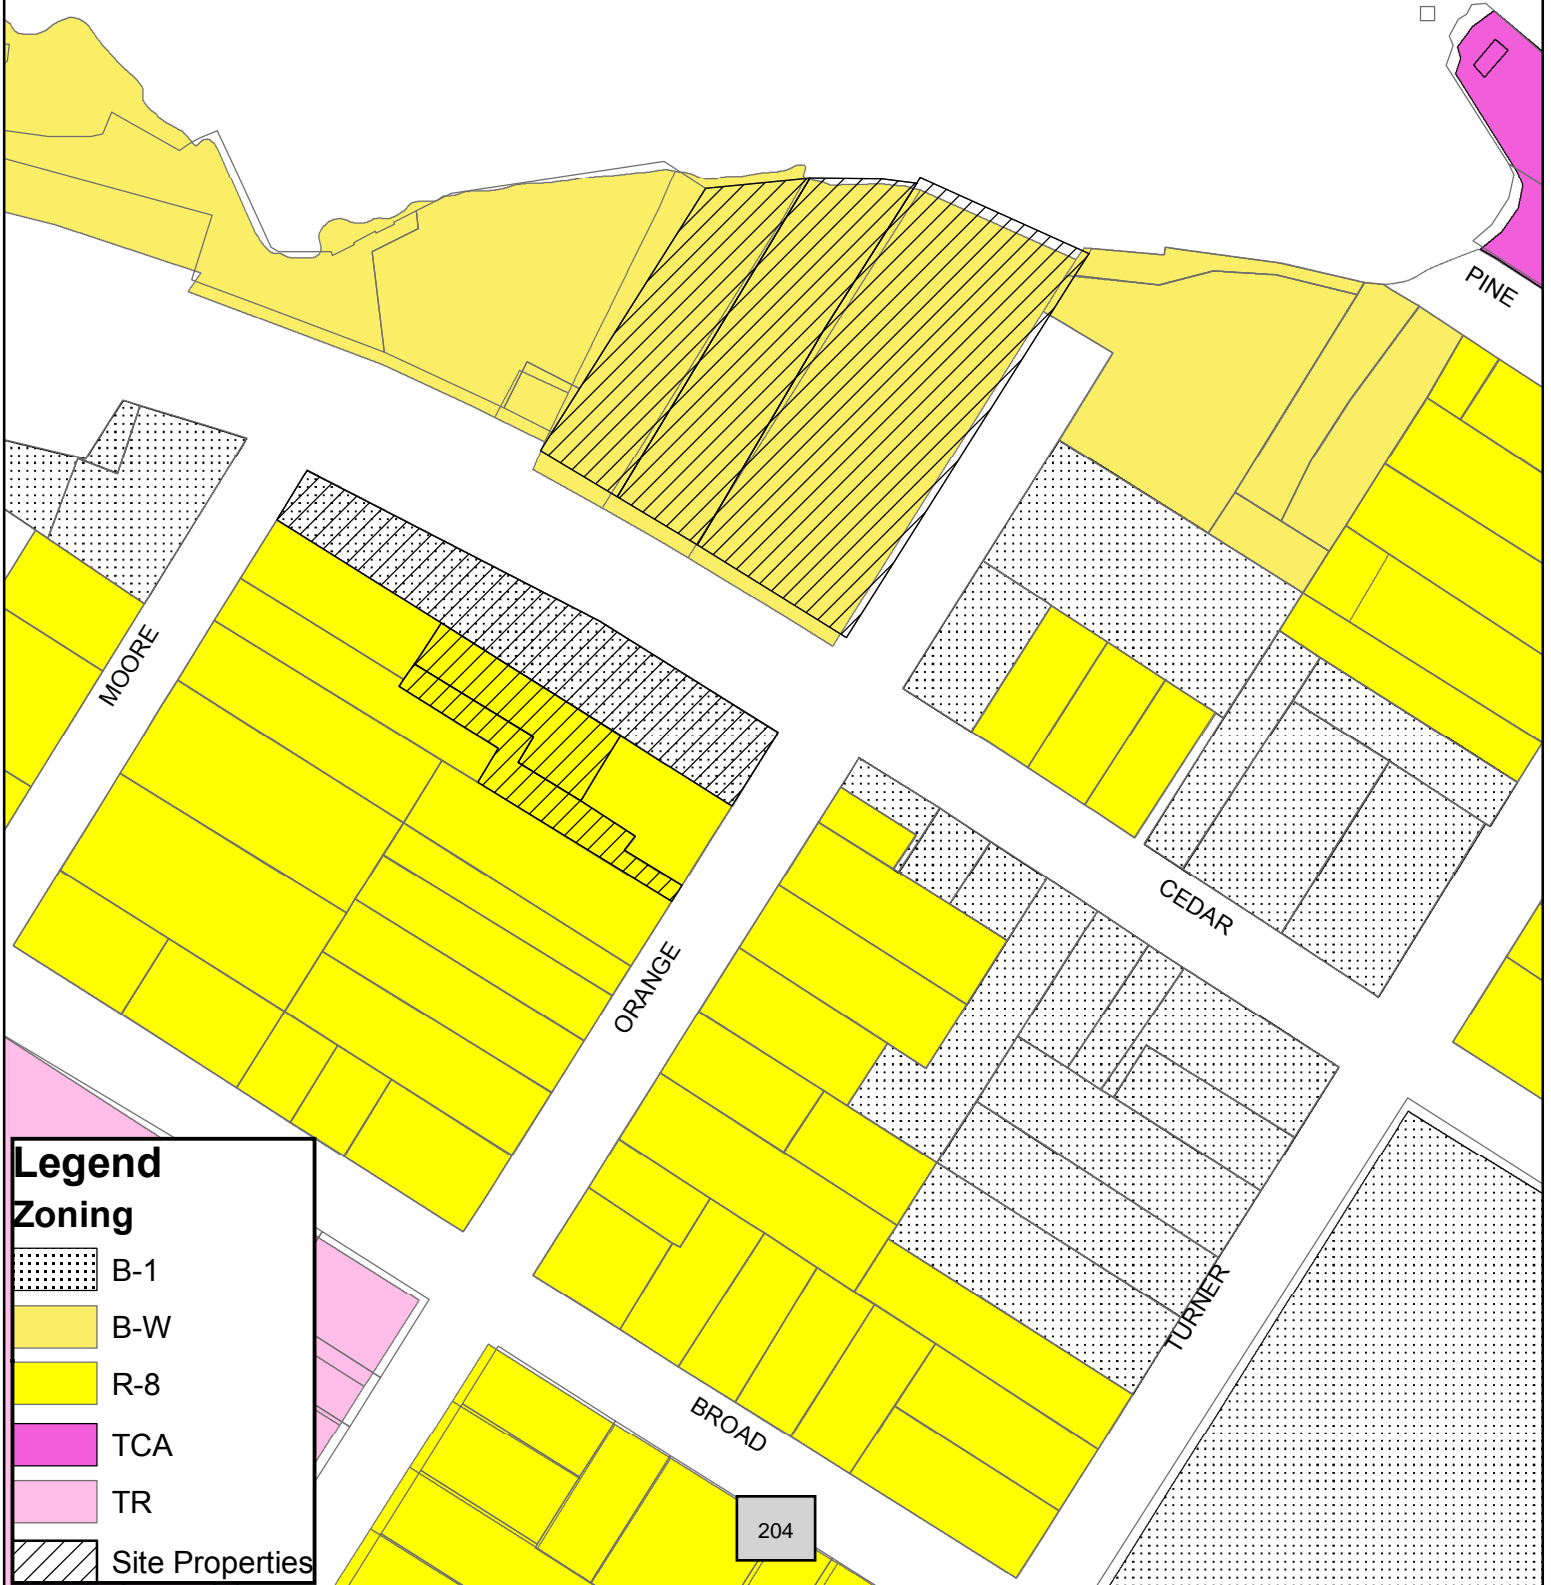 PINE
MOORE
CEDAR
ORANGE
TURNER
BROAD
204
Legend
Zoning
B-1
B-W
R-8
TCA
TR
Site Properties